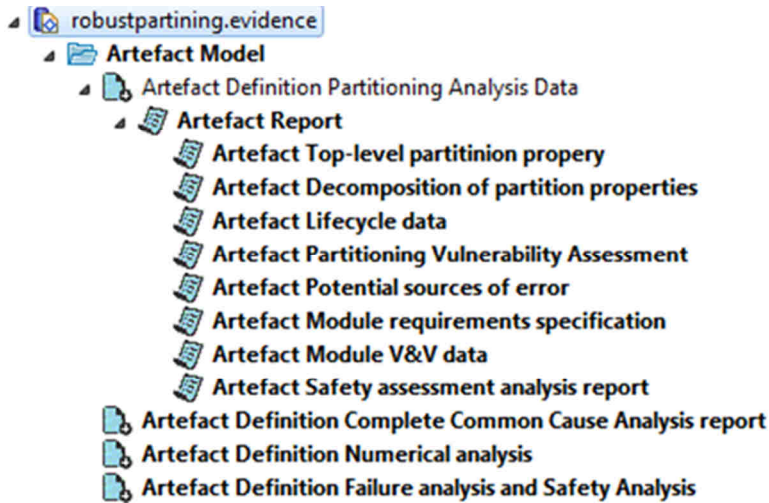 robustpartining.evidence
Artefact Model
Artefact Definition Partitioning Analysis Data
Artefact Report
Artefact Top-level partitinion propery
Artefact Decomposition of partition properties
Artefact Lifecycle data
Artefact Partitioning Vulnerability Assessment
Artefact Potential sources of error
Artefact Module requirements specification
Artefact Module V&V data
Artefact Safety assessment analysis report
Artefact Definition Complete Common Cause Analysis report
Artefact Definition Numerical analysis
Artefact Definition Failure analysis and Safety Analysis